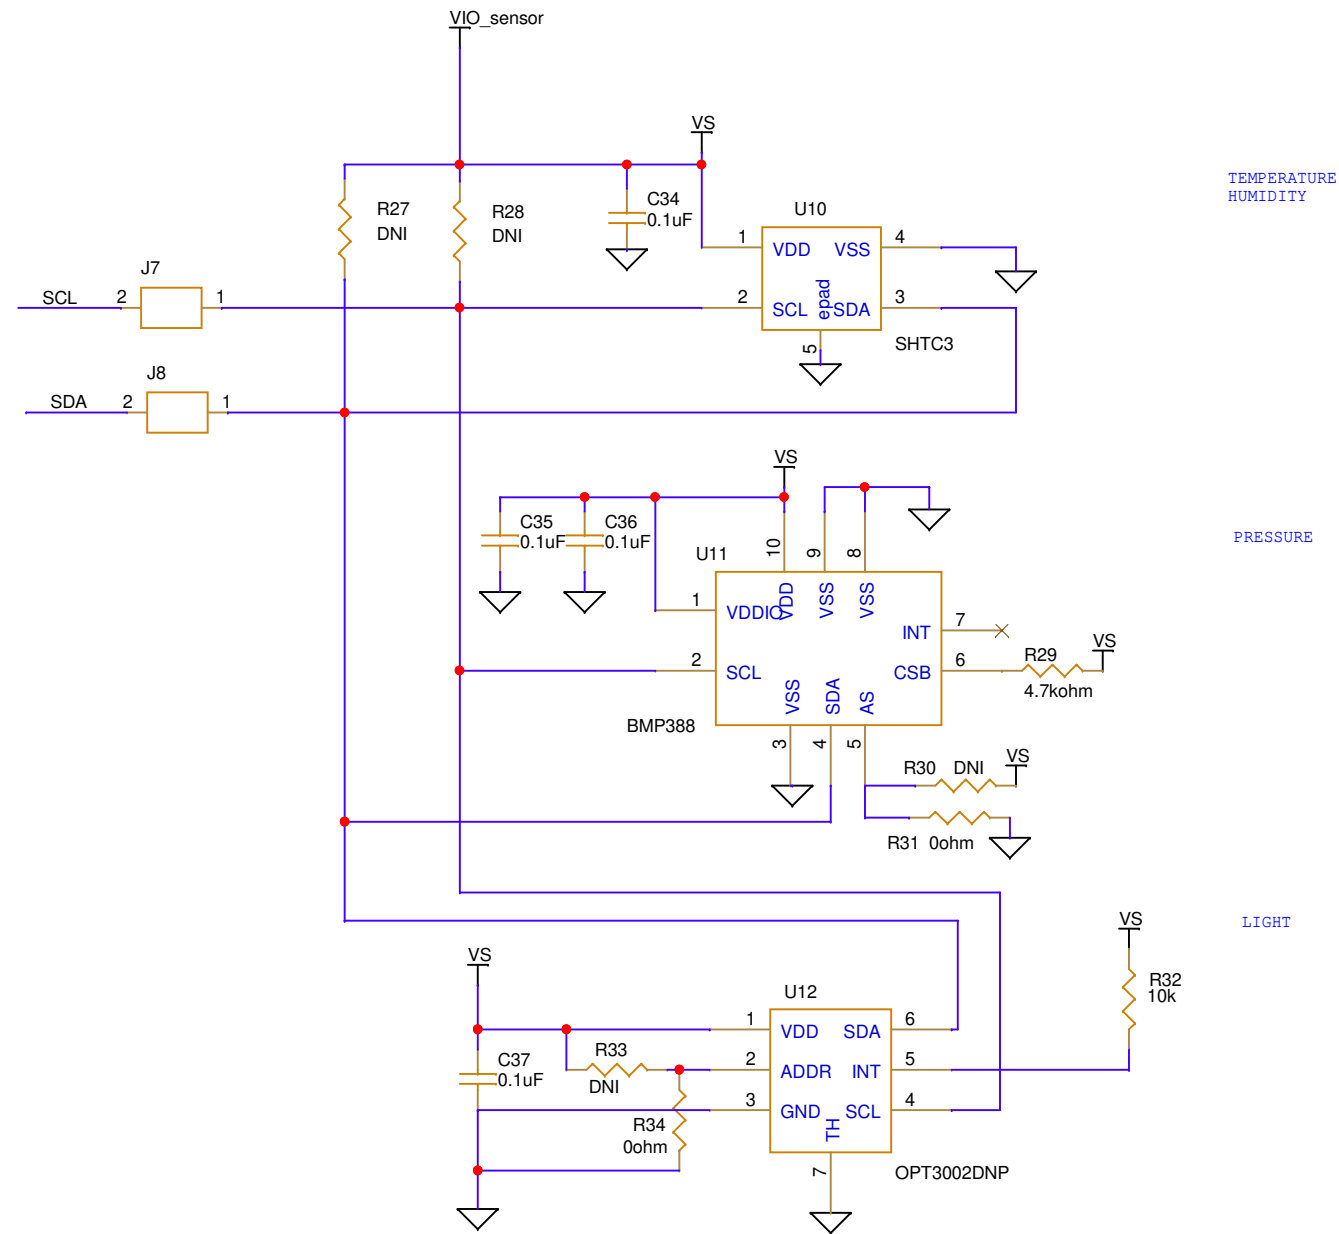 VIO_sensor
VS
TEMPERATURE
HUMIDITY
R27
DNI
R28
DNI
C34
0.1uF
U10
1
VDD
VSS
4
2
SCL
epad
SDA
3
5
SHTC3
J7
SCL
2
1
J8
SDA
2
1
VS
PRESSURE
C35
0.1uF
C36
0.1uF
U11
10
9
8
1
VDDIO
VDD
VSS
VSS
INT
7
2
SCL
CSB
6
R29
4.7kohm
VS
VSS
SDA
AS
BMP388
3
4
5
R30
DNI
VS
R31
0ohm
LIGHT
VS
VS
R32
10k
U12
1
VDD
SDA
6
C37
0.1uF
R33
DNI
2
ADDR
INT
5
3
GND
SCL
4
R34
0ohm
TH
7
OPT3002DNP